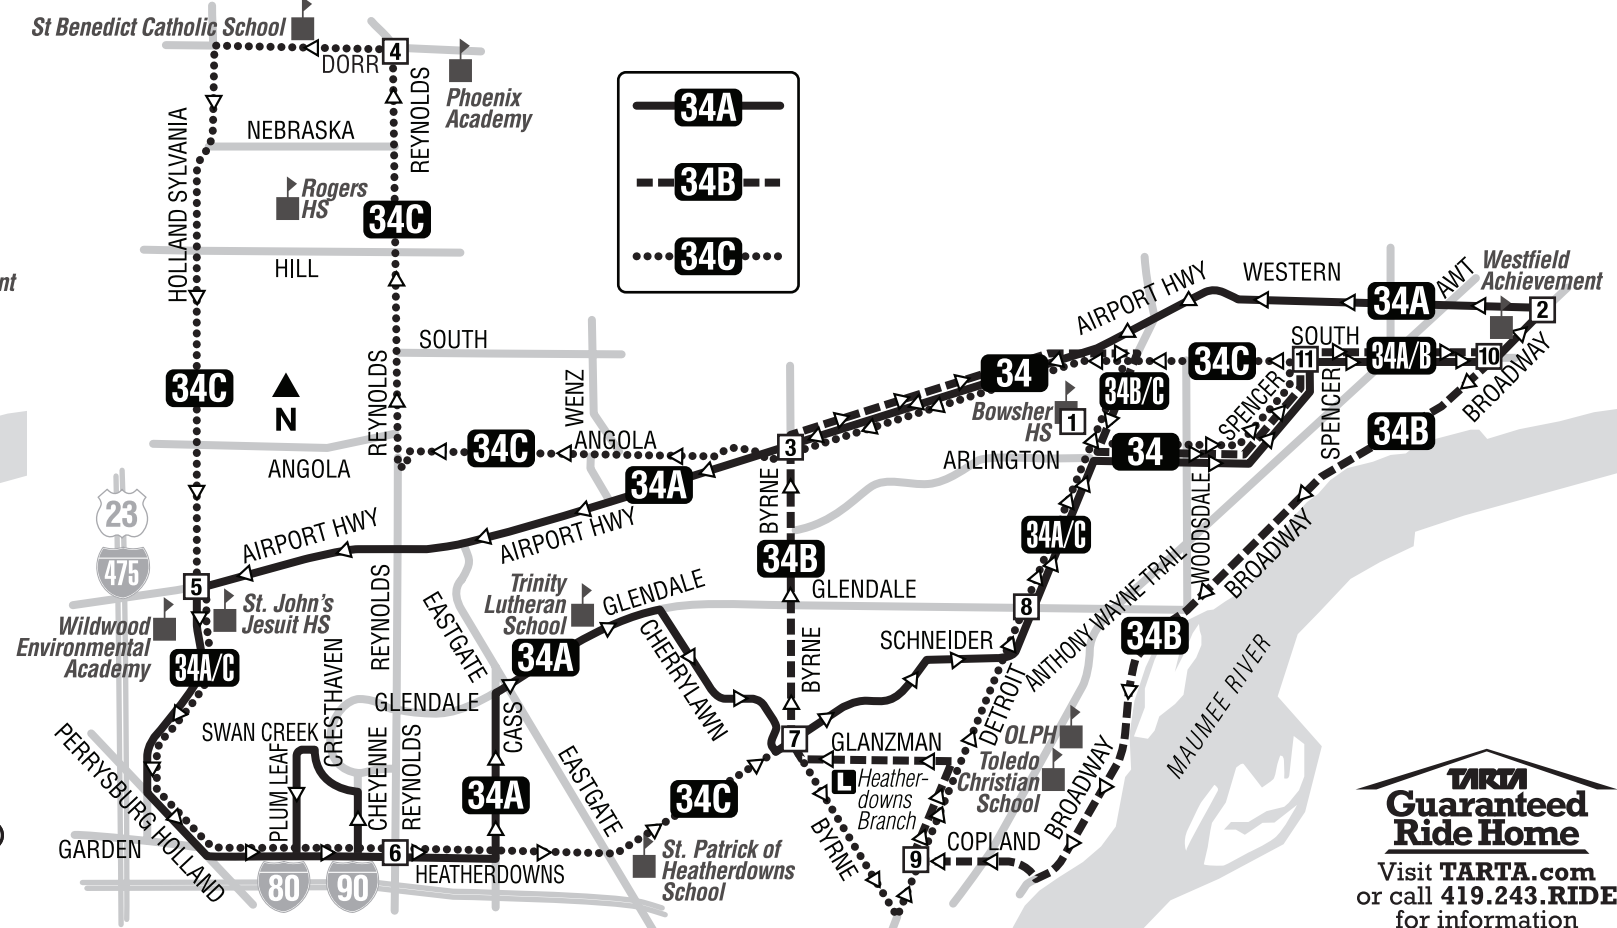 St Benedict Catholic School
4
DORR
REYNOLDS
Phoenix
Academy
34A
34B
34C
NEBRASKA
HOLLAND SYLVANIA
Rogers
HS
34C
HILL
nt
SOUTH
REYNOLDS
WENZ
34C
N
ANGOLA
34C
ANGOLA
AIRPORT HWY
WESTERN
34A
AWT
Westfield
Achievement
2
SOUTH
34
34C
11
34A/B
10
BROADWAY
34B/C
Bowsher
HS
1
SPENCER
SPENCER
34B
3
ARLINGTON
34
34A
BYRNE
WOODSDALE
23
475
AIRPORT HWY
AIRPORT HWY
34A/C
34B
BROADWAY
5
REYNOLDS
Trinity
Lutheran
School
GLENDALE
GLENDALE
8
ANTHONY WAYNE TRAIL
St. John's
Jesuit HS
Wildwood
Environmental
Academy
EASTGATE
34A
CHERRYLAWN
BYRNE
SCHNEIDER
34B
34A/C
CRESTHAVEN
GLENDALE
DETROIT
MAUMEE RIVER
SWAN CREEK
CASS
7
GLANZMAN
OLPH
PERRYSBURG HOLLAND
PLUM LEAF
CHEYENNE
REYNOLDS
EASTGATE
L Heather-
downs
Branch
Toledo
Christian
School
BROADWAY
34A
34C
BYRNE
COPLAND
GARDEN
6
HEATHERDOWNS
St. Patrick of
Heatherdowns
School
9
80
90
TARTA
Guaranteed
Ride Home
Visit TARTA.com
or call 419.243.RIDE
for information